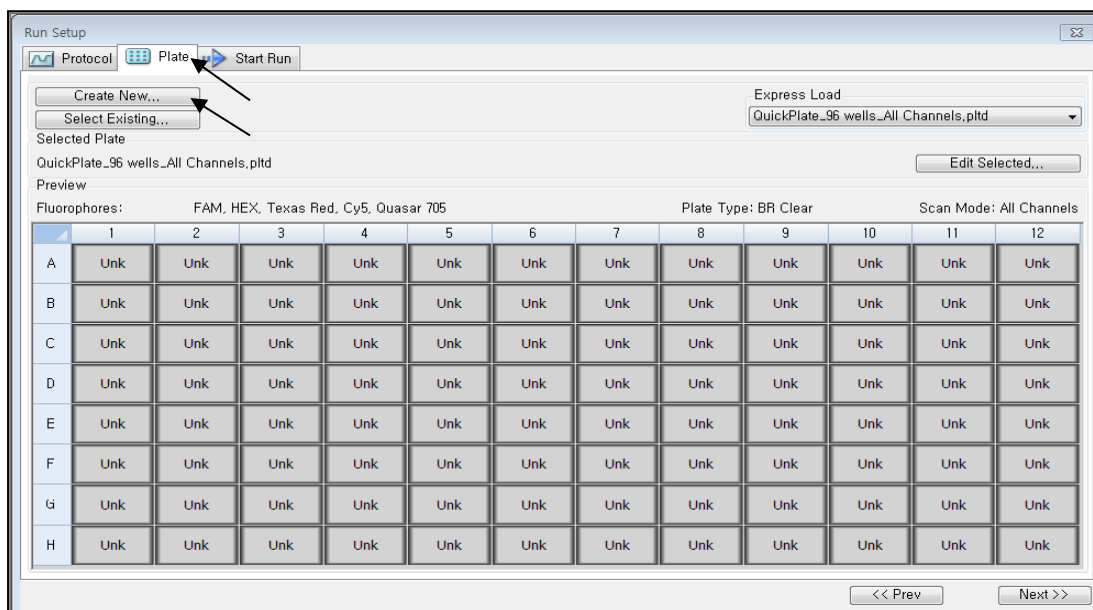 Run Setup
Protocol Plate Start Run
Create New...
Select Existing...
Express Load
QuickPlate_96 wells_All Channels.pltd
Selected Plate
QuickPlate_96 wells_All Channels.pltd Edit Selected...
Preview
Fluorophores: FAM, HEX, Texas Red, Cy5, Quasar 705 Plate Type: BR Clear Scan Mode: All Channels
1 2 3 4 5 6 7 8 9 10 11 12
A Unk Unk Unk Unk Unk Unk Unk Unk Unk Unk Unk Unk
B Unk Unk Unk Unk Unk Unk Unk Unk Unk Unk Unk Unk
C Unk Unk Unk Unk Unk Unk Unk Unk Unk Unk Unk Unk
D Unk Unk Unk Unk Unk Unk Unk Unk Unk Unk Unk Unk
E Unk Unk Unk Unk Unk Unk Unk Unk Unk Unk Unk Unk
F Unk Unk Unk Unk Unk Unk Unk Unk Unk Unk Unk Unk
G Unk Unk Unk Unk Unk Unk Unk Unk Unk Unk Unk Unk
H Unk Unk Unk Unk Unk Unk Unk Unk Unk Unk Unk Unk
<< Prev Next >>